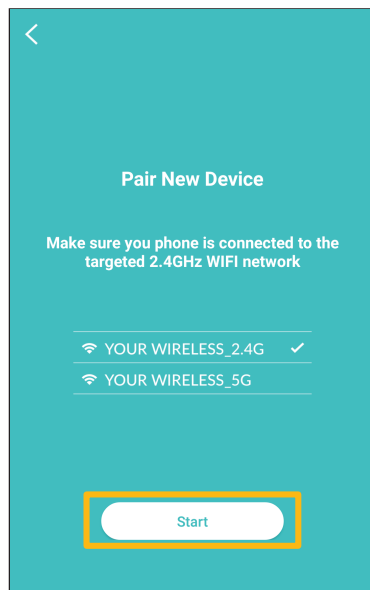 Pair New Device
Make sure you phone is connected to the
targeted 2.4GHz WIFI network
YOUR WIRELESS_2.4G
YOUR WIRELESS_5G
Start